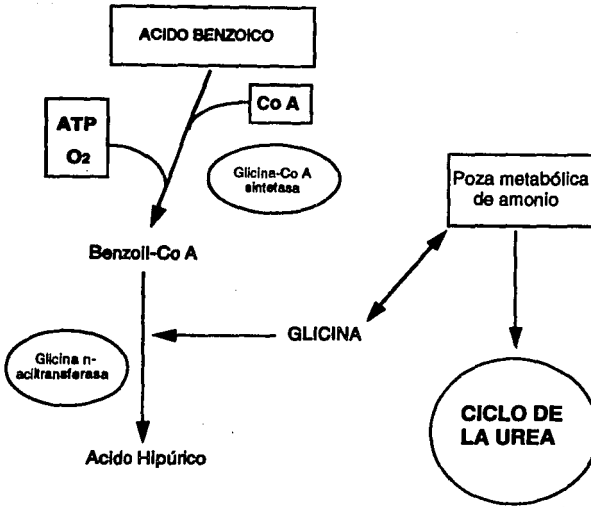 ACIDO BENZOICO
Co A
ATP
O2
Glicina-Co A
sintetasa
Poza metabólica
de amonio
Benzoil-Co A
GLICINA
Glicina n-
aciltransferasa
CICLO DE
LA UREA
Acido Hipúrico